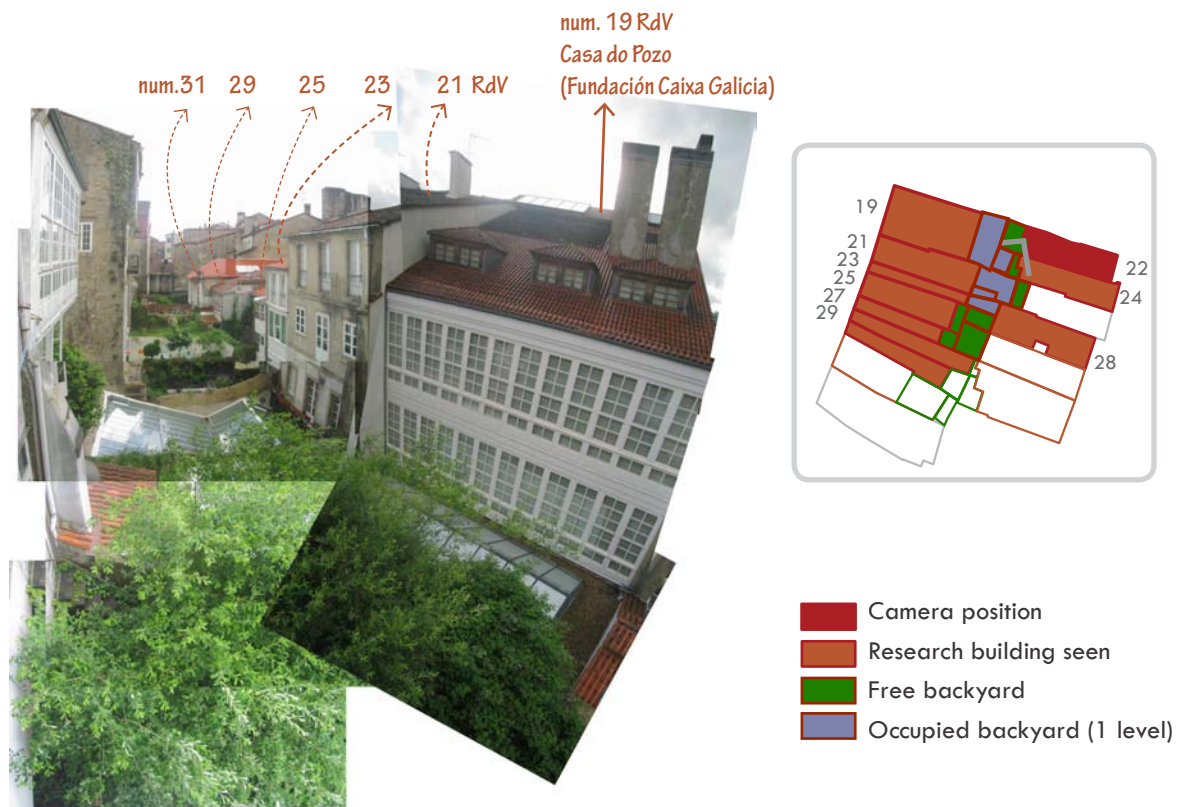 num. 19 RdV
Casa do Pozo
(Fundación Caixa Galicia)
num.31 29 25 23 21 RdV
19
21
23
25
27
29
22
24
28
Camera position
Research building seen
Free backyard
Occupied backyard (1 level)